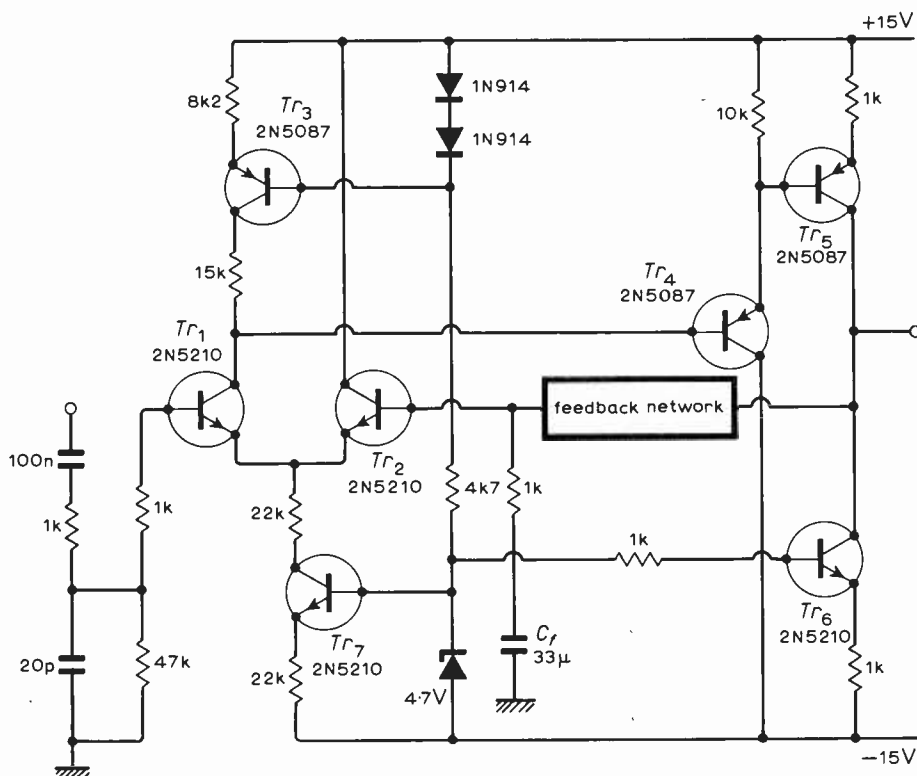 +15V
8k2
Tr3
2N5087
1N914
1N914
10k
1k
Tr5
2N5087
15k
Tr4
2N5087
Tr1
2N5210
feedback network
100n
1k
1k
22k
Tr2
2N5210
4k7
1k
1k
Tr6
2N5210
20p
47k
Tr7
2N5210
22k
4·7V
Cf
33μ
1k
−15V